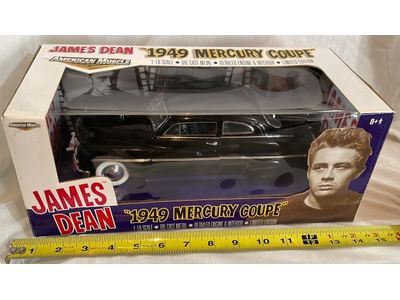 JAMES DEAN "1949 MERCURY COUPE"
AMERICAN MUSCLE 1:18 SCALE • DIE CAST METAL • DETAILED ENGINE & INTERIOR • LIMITED EDITION
8+
AMERICAN MUSCLE
JAMES
DEAN
"1949 MERCURY COUPE"
1:18 SCALE • DIE CAST METAL • DETAILED ENGINE & INTERIOR • LIMITED EDITION
1 2 3 4 5 6 7 8 9 10 11 12 13 14 15